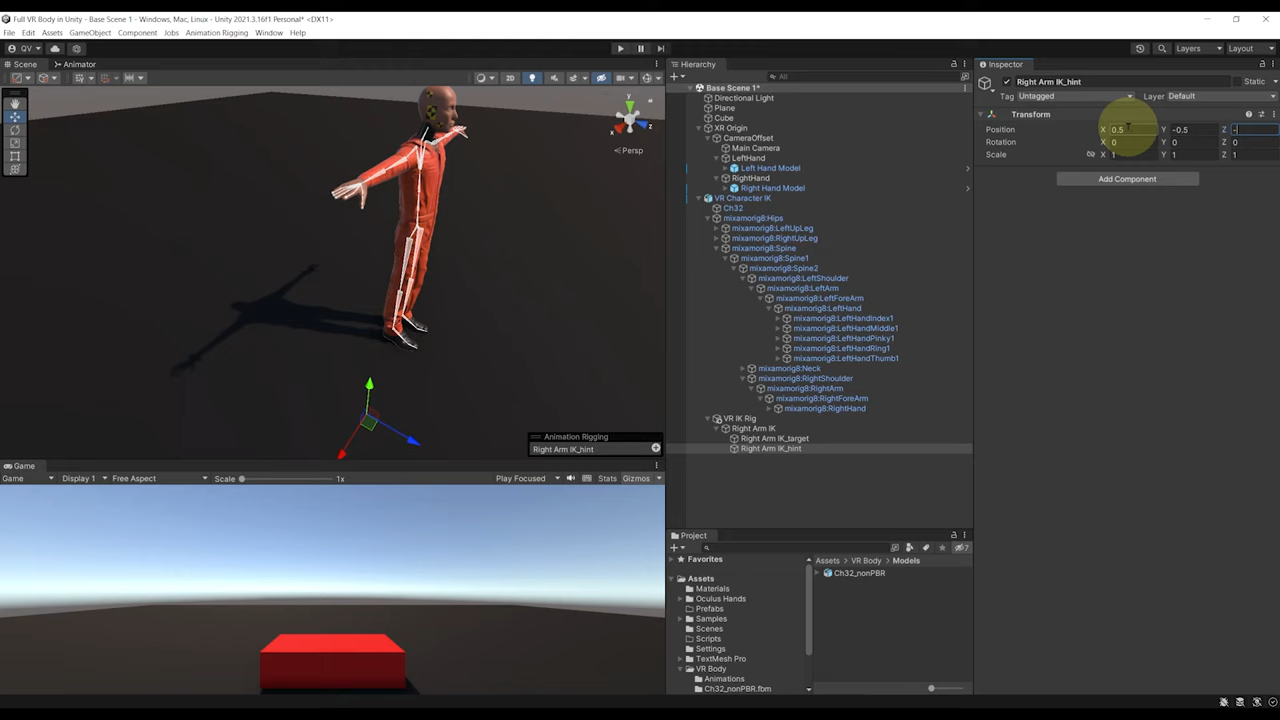 Full VR Body in Unity - Base Scene 1 - Windows, Mac, Linux - Unity 2021.3.16f1 Personal* <DX11>
File Edit Assets GameObject Component Jobs Animation Rigging Window Help
QV
Layers Layout
Scene Animator
2D
y
x
z
Persp
Animation Rigging
Right Arm IK_hint
Game
Game Display 1 Free Aspect Scale 1x Play Focused Stats Gizmos
Hierarchy
All
Base Scene 1*
Directional Light
Plane
Cube
XR Origin
CameraOffset
Main Camera
LeftHand
Left Hand Model
RightHand
Right Hand Model
VR Character IK
Ch32
mixamorig8:Hips
mixamorig8:LeftUpLeg
mixamorig8:RightUpLeg
mixamorig8:Spine
mixamorig8:Spine1
mixamorig8:Spine2
mixamorig8:LeftShoulder
mixamorig8:LeftArm
mixamorig8:LeftForeArm
mixamorig8:LeftHand
mixamorig8:LeftHandIndex1
mixamorig8:LeftHandMiddle1
mixamorig8:LeftHandPinky1
mixamorig8:LeftHandRing1
mixamorig8:LeftHandThumb1
mixamorig8:Neck
mixamorig8:RightShoulder
mixamorig8:RightArm
mixamorig8:RightForeArm
mixamorig8:RightHand
VR IK Rig
Right Arm IK
Right Arm IK_target
Right Arm IK_hint
Project
7
Favorites
Assets
Materials
Oculus Hands
Prefabs
Samples
Scenes
Scripts
Settings
TextMesh Pro
VR Body
Animations
Ch32_nonPBR.fbm
Assets > VR Body > Models
Ch32_nonPBR
Inspector
Right Arm IK_hint Static
Tag Untagged Layer Default
Transform
Position X 0.5 Y -0.5 Z -
Rotation X 0 Y 0 Z 0
Scale X 1 Y 1 Z 1
Add Component